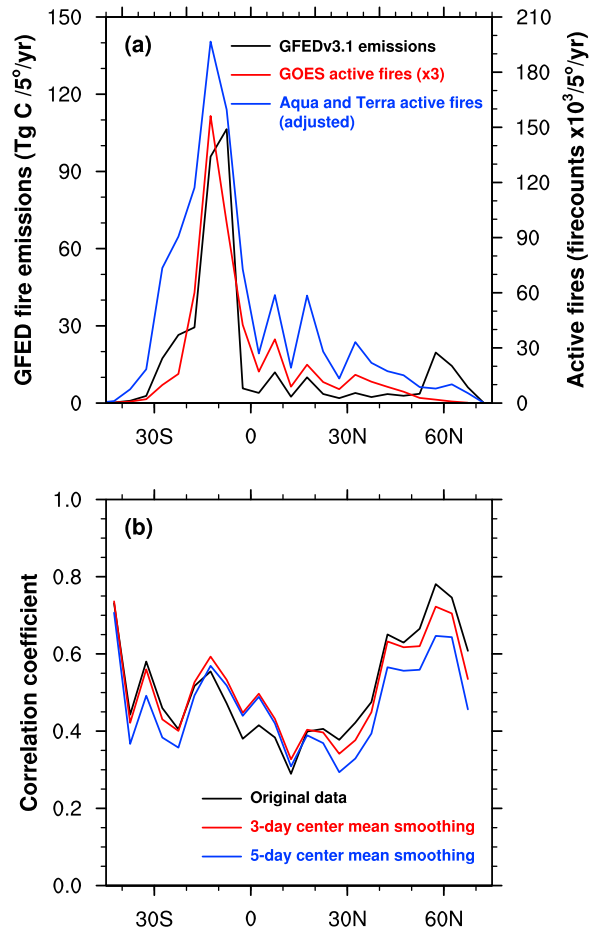 GFED fire emissions (Tg C /5°/yr)
150
120
90
60
30
0
(a)
GFEDv3.1 emissions
GOES active fires (x3)
Aqua and Terra active fires
(adjusted)
210
180
150
120
90
60
30
0
Active fires (firecounts x10³/5°/yr)
30S 0 30N 60N
Correlation coefficient
1.0
0.8
0.6
0.4
0.2
0.0
(b)
Original data
3-day center mean smoothing
5-day center mean smoothing
30S 0 30N 60N